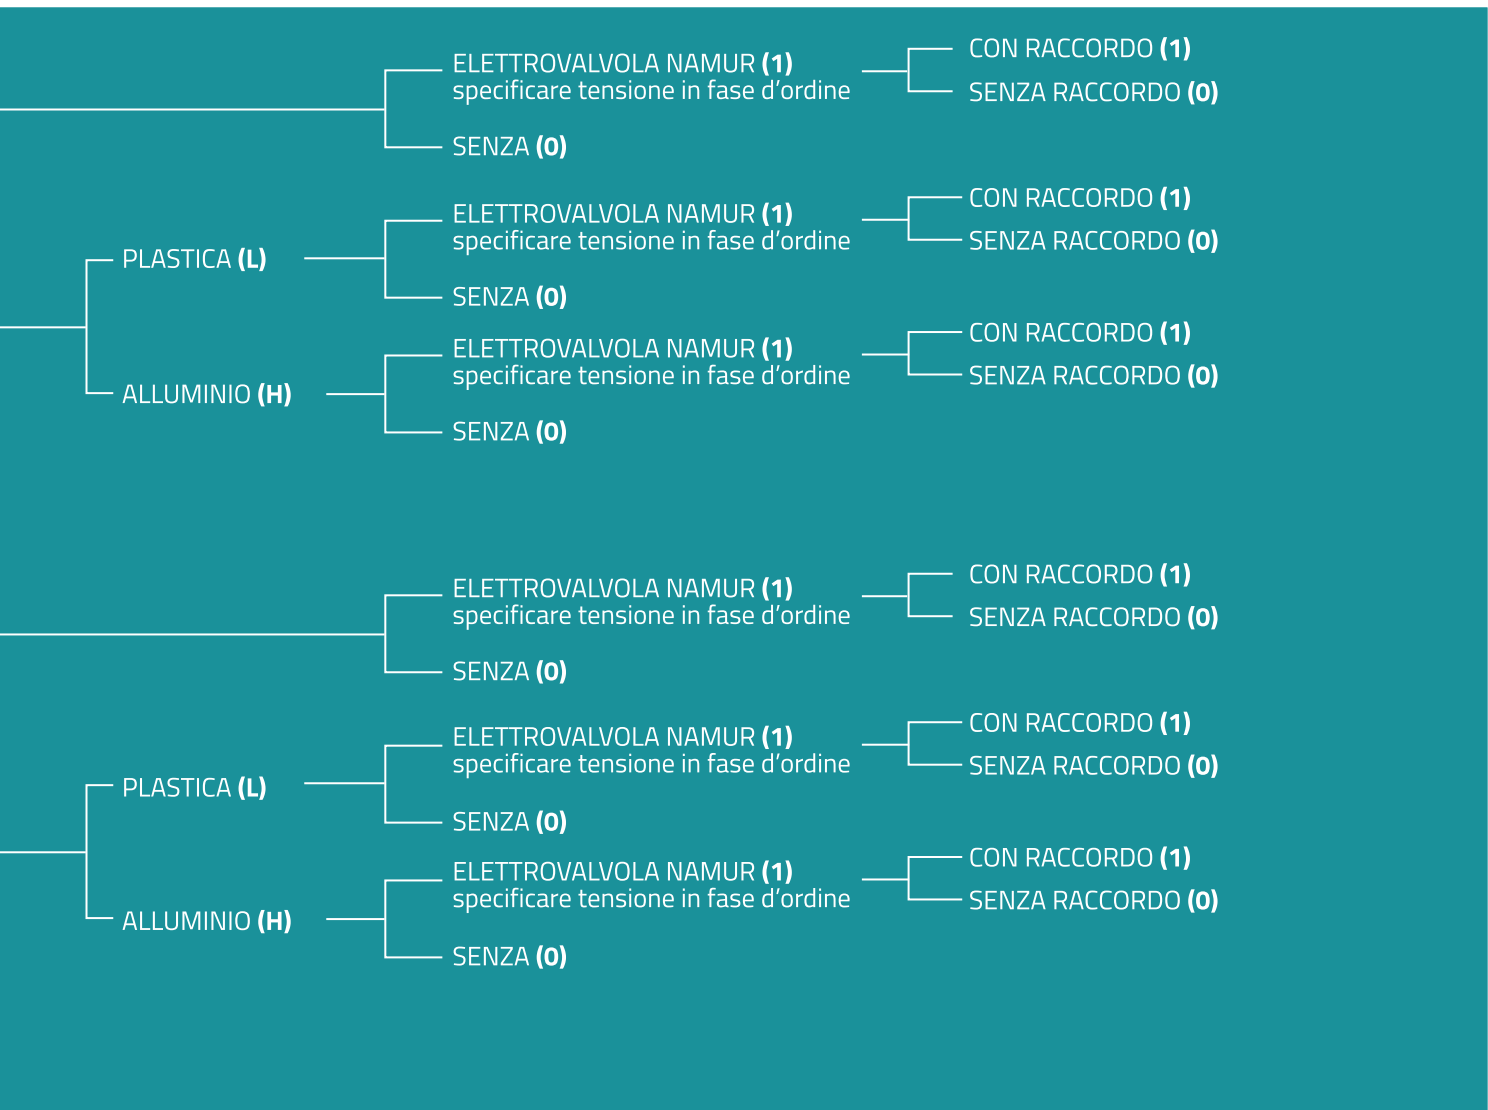 CON RACCORDO (1)
ELETTROVALVOLA NAMUR (1)
specificare tensione in fase d’ordine
SENZA RACCORDO (0)
SENZA (0)
CON RACCORDO (1)
ELETTROVALVOLA NAMUR (1)
specificare tensione in fase d’ordine
SENZA RACCORDO (0)
PLASTICA (L)
SENZA (0)
CON RACCORDO (1)
ELETTROVALVOLA NAMUR (1)
specificare tensione in fase d’ordine
SENZA RACCORDO (0)
ALLUMINIO (H)
SENZA (0)
CON RACCORDO (1)
ELETTROVALVOLA NAMUR (1)
specificare tensione in fase d’ordine
SENZA RACCORDO (0)
SENZA (0)
CON RACCORDO (1)
ELETTROVALVOLA NAMUR (1)
specificare tensione in fase d’ordine
SENZA RACCORDO (0)
PLASTICA (L)
SENZA (0)
CON RACCORDO (1)
ELETTROVALVOLA NAMUR (1)
specificare tensione in fase d’ordine
SENZA RACCORDO (0)
ALLUMINIO (H)
SENZA (0)